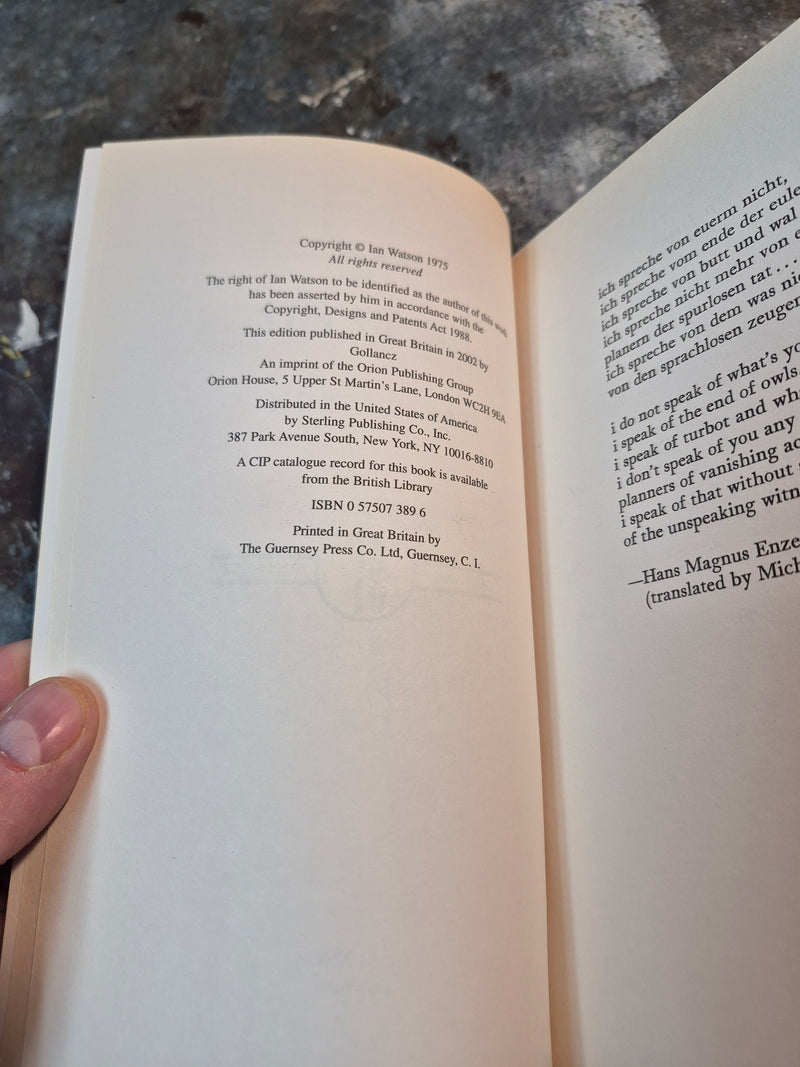 Copyright © Ian Watson 1975
All rights reserved
The right of Ian Watson to be identified as the author of this work
has been asserted by him in accordance with the
Copyright, Designs and Patents Act 1988.
This edition published in Great Britain in 2002 by
Gollancz
An imprint of the Orion Publishing Group
Orion House, 5 Upper St Martin's Lane, London WC2H 9EA
Distributed in the United States of America
by Sterling Publishing Co., Inc.
387 Park Avenue South, New York, NY 10016-8810
A CIP catalogue record for this book is available
from the British Library
ISBN 0 57507 389 6
Printed in Great Britain by
The Guernsey Press Co. Ltd, Guernsey, C. I.
ich spreche von euerm nicht,
ich spreche vom ende der eule
ich spreche von butt und wal
ich spreche nicht mehr von e
planern der spurlosen tat...
ich spreche von dem was nic
von den sprachlosen zeugen
i do not speak of what's yo
i speak of the end of owls.
i speak of turbot and wh
i don't speak of you any
planners of vanishing ac
i speak of that without
of the unspeaking witn
—Hans Magnus Enze
(translated by Mich